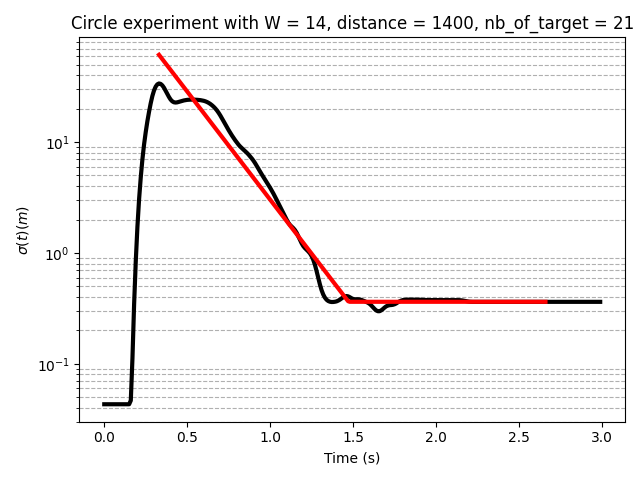 Circle experiment with W = 14, distance = 1400, nb_of_target = 21
σ(t)(m)
10¹
10⁰
10⁻¹
0.0 0.5 1.0 1.5 2.0 2.5 3.0
Time (s)